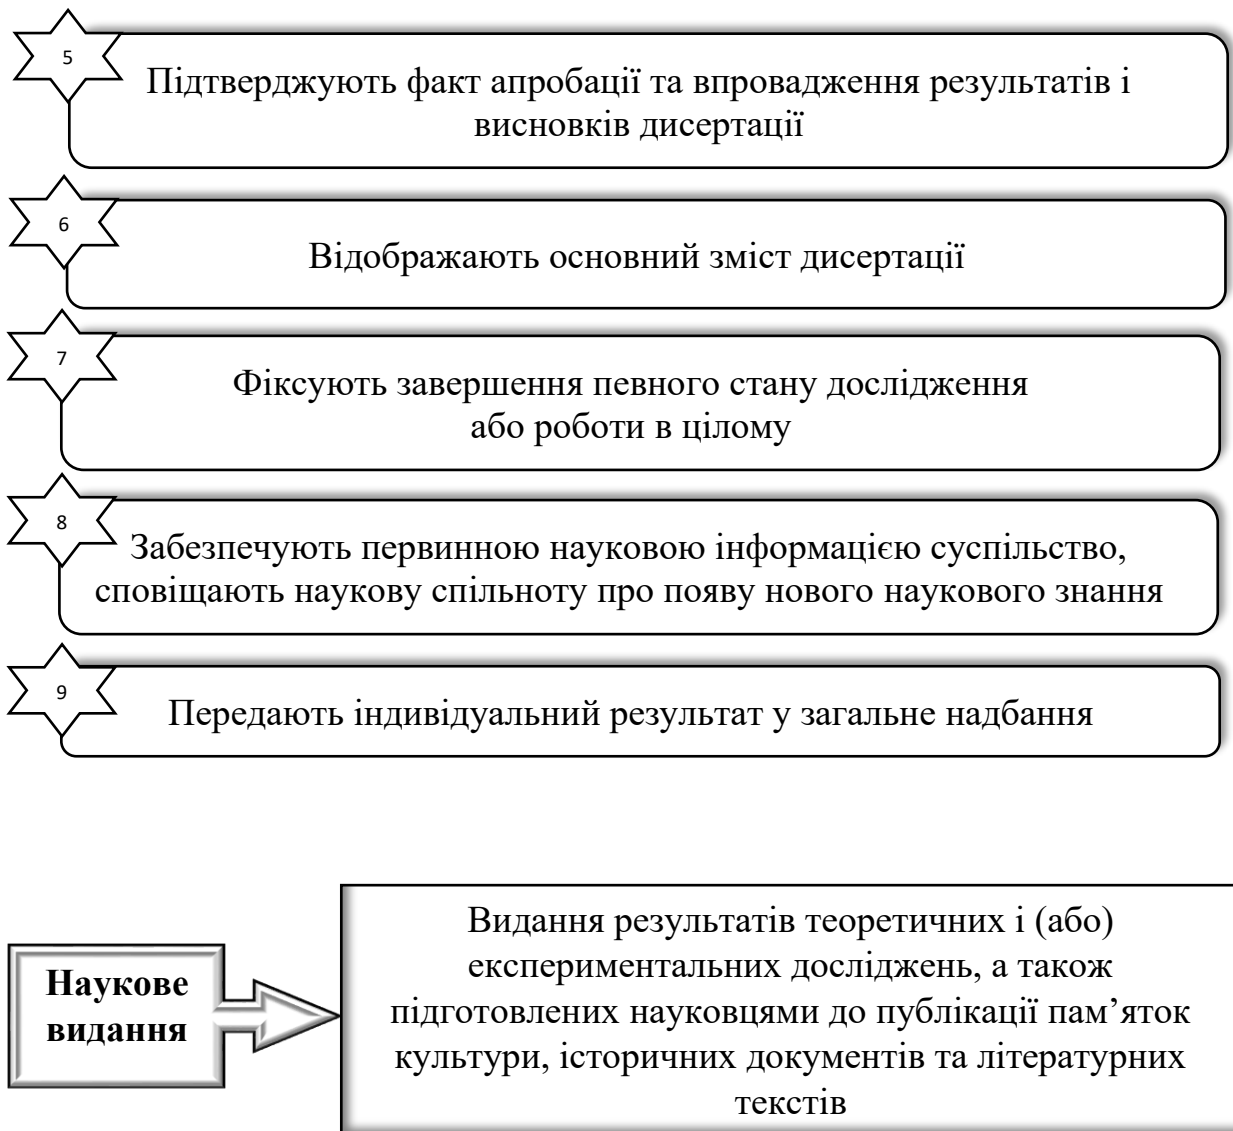 5
Підтверджують факт апробації та впровадження результатів і
висновків дисертації
6
Відображають основний зміст дисертації
7
Фіксують завершення певного стану дослідження
або роботи в цілому
8
Забезпечують первинною науковою інформацією суспільство,
сповіщають наукову спільноту про появу нового наукового знання
9
Передають індивідуальний результат у загальне надбання
Наукове
видання
Видання результатів теоретичних і (або)
експериментальних досліджень, а також
підготовлених науковцями до публікації пам’яток
культури, історичних документів та літературних
текстів